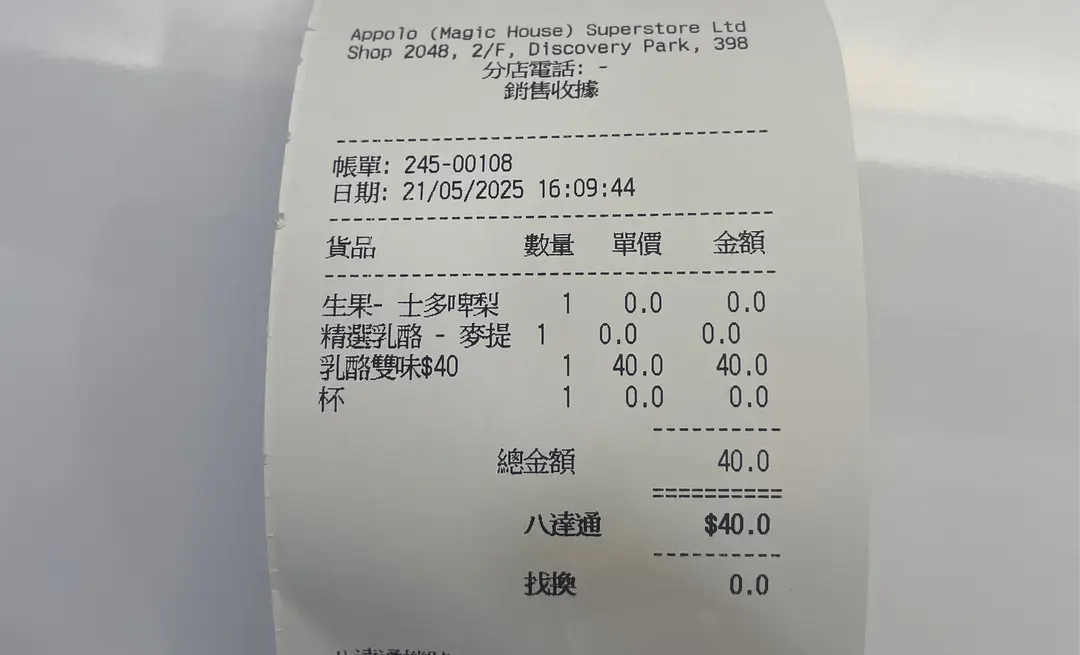 Appolo (Magic House) Superstore Ltd
Shop 2048, 2/F, Discovery Park, 398
分店電話: -
銷售收據
帳單: 245-00108
日期: 21/05/2025 16:09:44
貨品 數量 單價 金額
生果- 士多啤梨 1 0.0 0.0
精選乳酪 - 麥提 1 0.0 0.0
乳酪雙味$40 1 40.0 40.0
杯 1 0.0 0.0
總金額 40.0
八達通 $40.0
找換 0.0